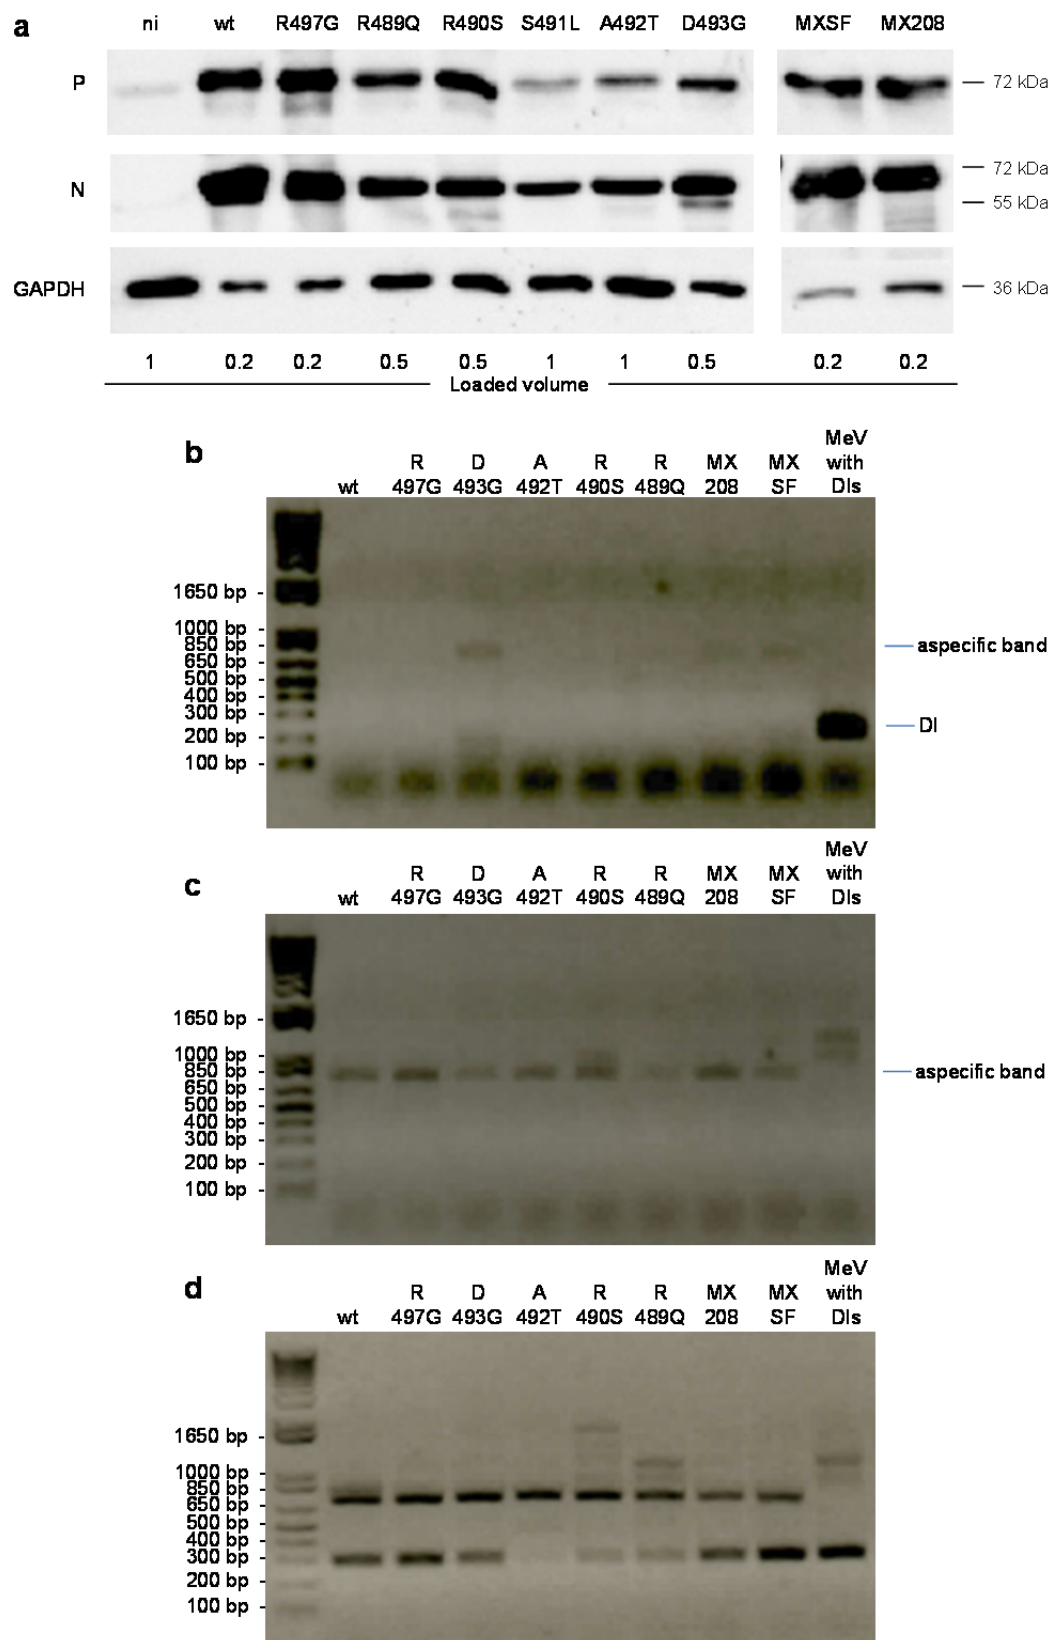 a
ni wt R497G R489Q R490S S491L A492T D493G MXSF MX208
P
72 kDa
N
72 kDa
55 kDa
GAPDH
36 kDa
1 0.2 0.2 0.5 0.5 1 1 0.5 0.2 0.2
Loaded volume
b
MeV
R D A R R MX MX with
wt 497G 493G 492T 490S 489Q 208 SF DIs
1650 bp -
1000 bp -
850 bp -
650 bp -
500 bp -
400 bp -
300 bp -
200 bp -
100 bp -
aspecific band
DI
c
MeV
R D A R R MX MX with
wt 497G 493G 492T 490S 489Q 208 SF DIs
1650 bp -
1000 bp -
850 bp -
650 bp -
500 bp -
400 bp -
300 bp -
200 bp -
100 bp -
aspecific band
d
MeV
R D A R R MX MX with
wt 497G 493G 492T 490S 489Q 208 SF DIs
1650 bp -
1000 bp -
850 bp -
650 bp -
500 bp -
400 bp -
300 bp -
200 bp -
100 bp -